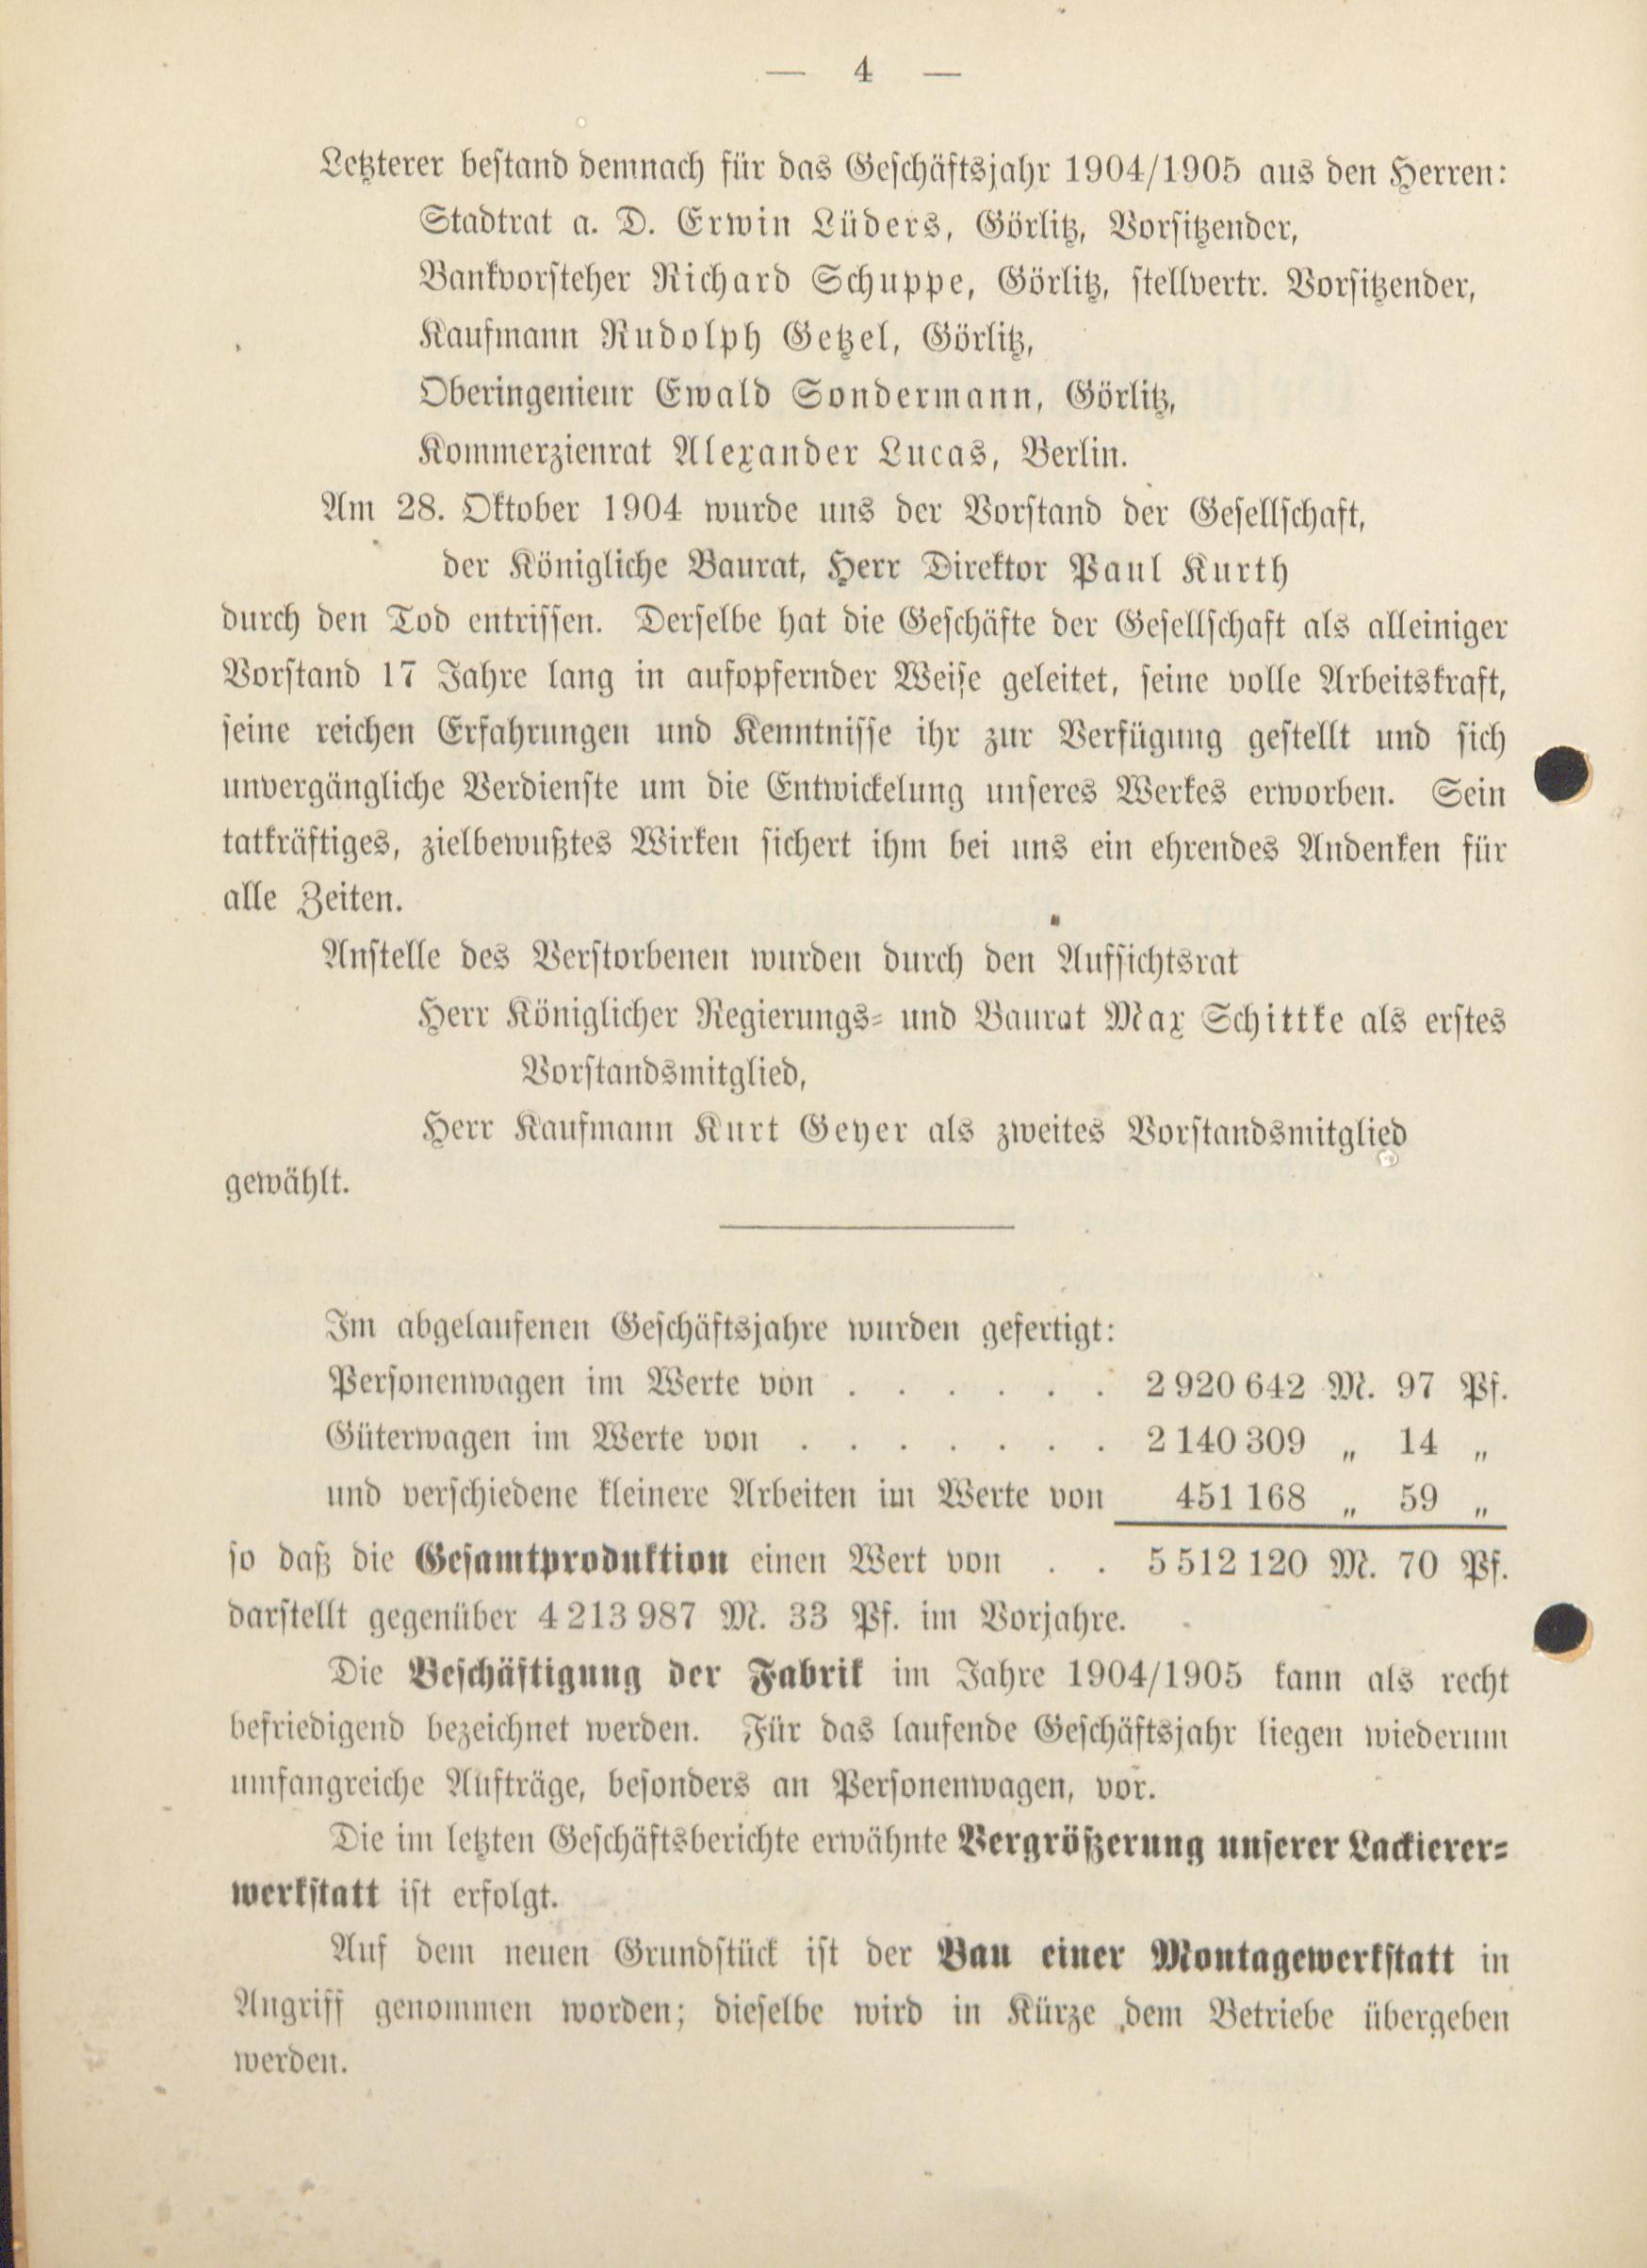 — 4 —
Letzterer bestand demnach für das Geschäftsjahr 1904/1905 aus den Herren:
Stadtrat a. D. Erwin Lüders, Görlitz, Vorsitzender,
Bankvorsteher Richard Schuppe, Görlitz, stellvertr. Vorsitzender,
Kaufmann Rudolph Getzel, Görlitz,
Oberingenieur Ewald Sondermann, Görlitz,
Kommerzienrat Alexander Lucas, Berlin.
Am 28. Oktober 1904 wurde uns der Vorstand der Gesellschaft,
der Königliche Baurat, Herr Direktor Paul Kurth
durch den Tod entrissen. Derselbe hat die Geschäfte der Gesellschaft als alleiniger
Vorstand 17 Jahre lang in aufopfernder Weise geleitet, seine volle Arbeitskraft,
seine reichen Erfahrungen und Kenntnisse ihr zur Verfügung gestellt und sich
unvergängliche Verdienste um die Entwickelung unseres Werkes erworben. Sein
tatkräftiges, zielbewußtes Wirken sichert ihm bei uns ein ehrendes Andenken für
alle Zeiten.
Anstelle des Verstorbenen wurden durch den Aufsichtsrat
Herr Königlicher Regierungs- und Baurat Max Schittke als erstes
Vorstandsmitglied,
Herr Kaufmann Kurt Geyer als zweites Vorstandsmitglied
gewählt.
Im abgelaufenen Geschäftsjahre wurden gefertigt:
Personenwagen im Werte von . . . . . . 2 920 642 M. 97 Pf.
Güterwagen im Werte von . . . . . . . 2 140 309 „ 14 „
und verschiedene kleinere Arbeiten im Werte von 451 168 „ 59 „
so daß die Gesamtproduktion einen Wert von . . 5 512 120 M. 70 Pf.
darstellt gegenüber 4 213 987 M. 33 Pf. im Vorjahre.
Die Beschäftigung der Fabrik im Jahre 1904/1905 kann als recht
befriedigend bezeichnet werden. Für das laufende Geschäftsjahr liegen wiederum
umfangreiche Aufträge, besonders an Personenwagen, vor.
Die im letzten Geschäftsberichte erwähnte Vergrößerung unserer Lackierer-
werkstatt ist erfolgt.
Auf dem neuen Grundstück ist der Bau einer Montagewerkstatt in
Angriff genommen worden; dieselbe wird in Kürze dem Betriebe übergeben
werden.